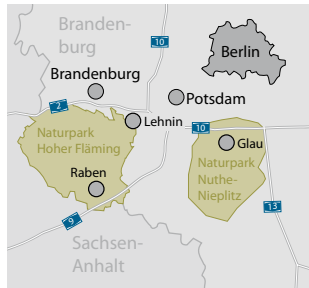 Branden-
burg
10
Berlin
Brandenburg
2
Potsdam
Lehnin
10
Naturpark
Hoher Fläming
Glau
Raben
Naturpark
Nuthe-
Nieplitz
13
9
Sachsen-
Anhalt